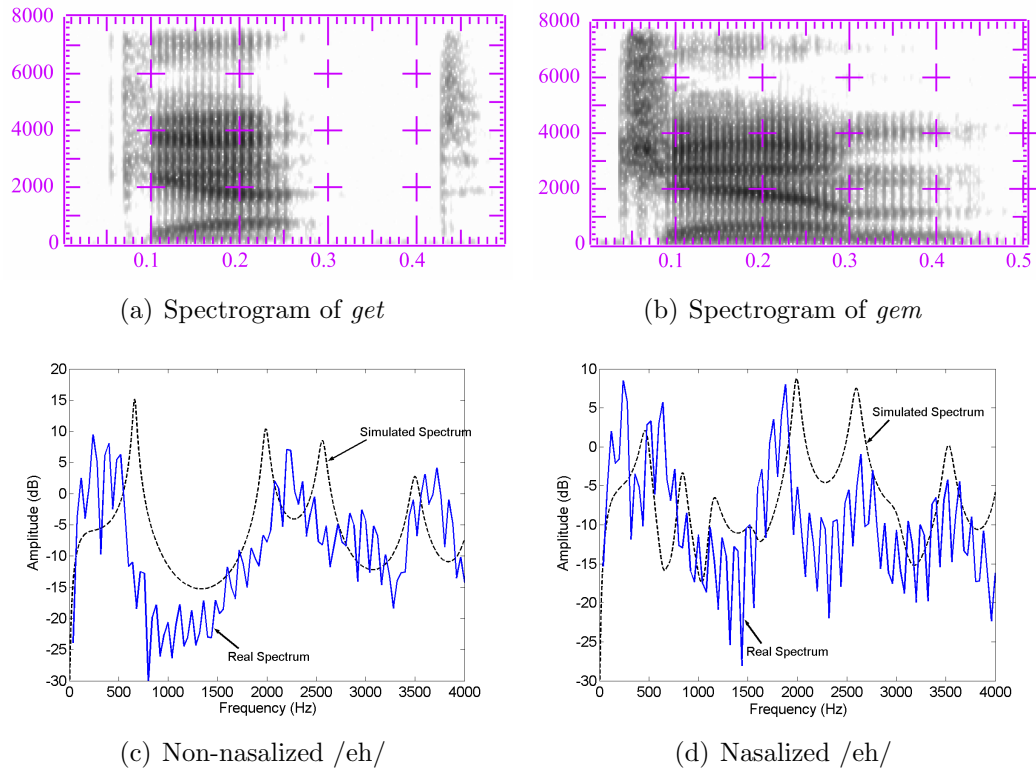 8000
6000
4000
2000
0
0.1 0.2 0.3 0.4
(a) Spectrogram of get
8000
6000
4000
2000
0
0.1 0.2 0.3 0.4 0.5
(b) Spectrogram of gem
20
15
10
5
0
-5
-10
-15
-20
-25
-30
Amplitude (dB)
Simulated Spectrum
Real Spectrum
0 500 1000 1500 2000 2500 3000 3500 4000
Frequency (Hz)
(c) Non-nasalized /eh/
10
5
0
-5
-10
-15
-20
-25
-30
Amplitude (dB)
Simulated Spectrum
Real Spectrum
0 500 1000 1500 2000 2500 3000 3500 4000
Frequency (Hz)
(d) Nasalized /eh/